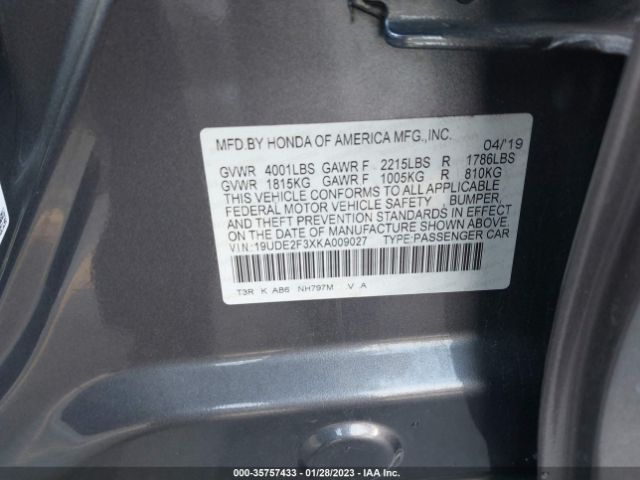 MFD.BY HONDA OF AMERICA MFG.,INC. 04/'19
GVWR 4001LBS GAWR F 2215LBS R 1786LBS
GVWR 1815KG GAWR F 1005KG R 810KG
THIS VEHICLE CONFORMS TO ALL APPLICABLE
FEDERAL MOTOR VEHICLE SAFETY , BUMPER,
AND THEFT PREVENTION STANDARDS IN EFFECT
ON THE DATE OF MANUFACTURE SHOWN ABOVE.
VIN:19UDE2F3XKA009027 TYPE:PASSENGER CAR
T3R K AB6 NH797M V A
000-35757433 — 01/28/2023 — IAA Inc.